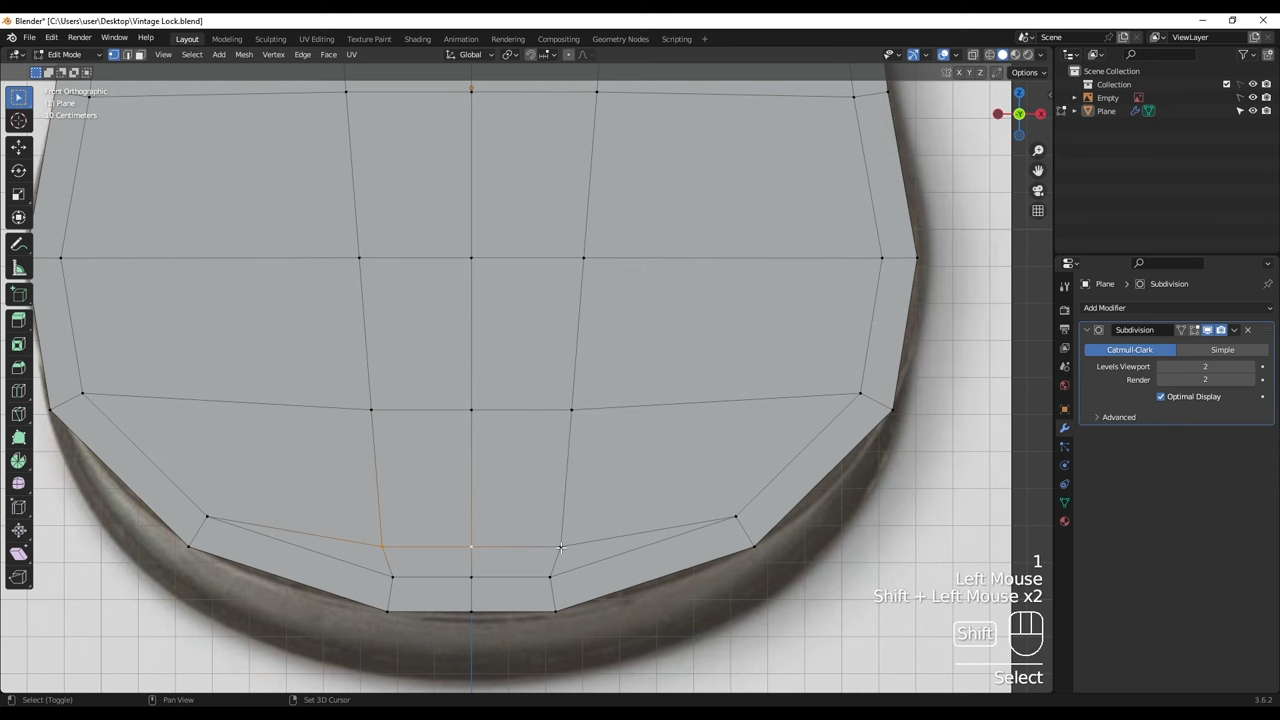 Blender* [C:\Users\user\Desktop\Vintage Lock.blend]
File Edit Render Window Help Layout Modeling Sculpting UV Editing Texture Paint Shading Animation Rendering Compositing Geometry Nodes Scripting + Scene ViewLayer
Edit Mode View Select Add Mesh Vertex Edge Face UV Global
X Y Z Options
Scene Collection
Collection
Empty
Plane
Front Orthographic
(1) Plane
10 Centimeters
Z
-Y
X
Plane > Subdivision
Add Modifier
Subdivision
Catmull-Clark Simple
Levels Viewport 2
Render 2
Optimal Display
Advanced
1
Left Mouse
Shift + Left Mouse x2
Shift
Select
Select (Toggle) Pan View Set 3D Cursor 3.6.2